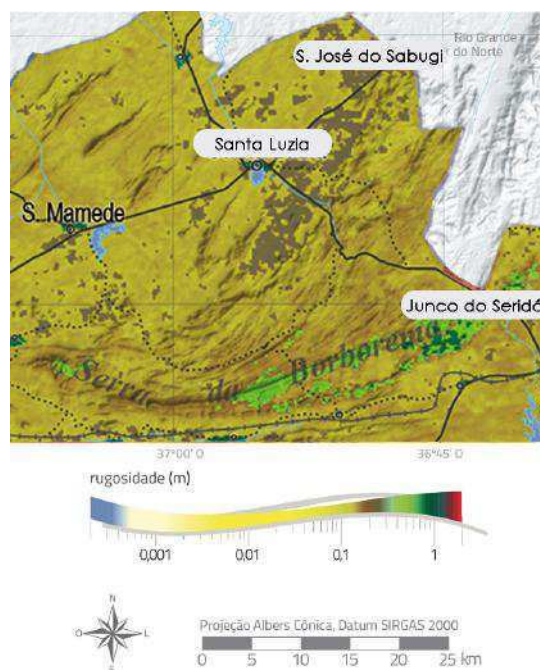 Rio Grande
do Norte
S. José do Sabugi
Santa Luzia
S. Mamede
Junco do Seridó
Serra da Borborema
37°00' O
36°45' O
rugosidade (m)
0,001
0,01
0,1
1
N
O
L
Projeção Albers Cônica, Datum SIRGAS 2000
0
5
10
15
20
25 km